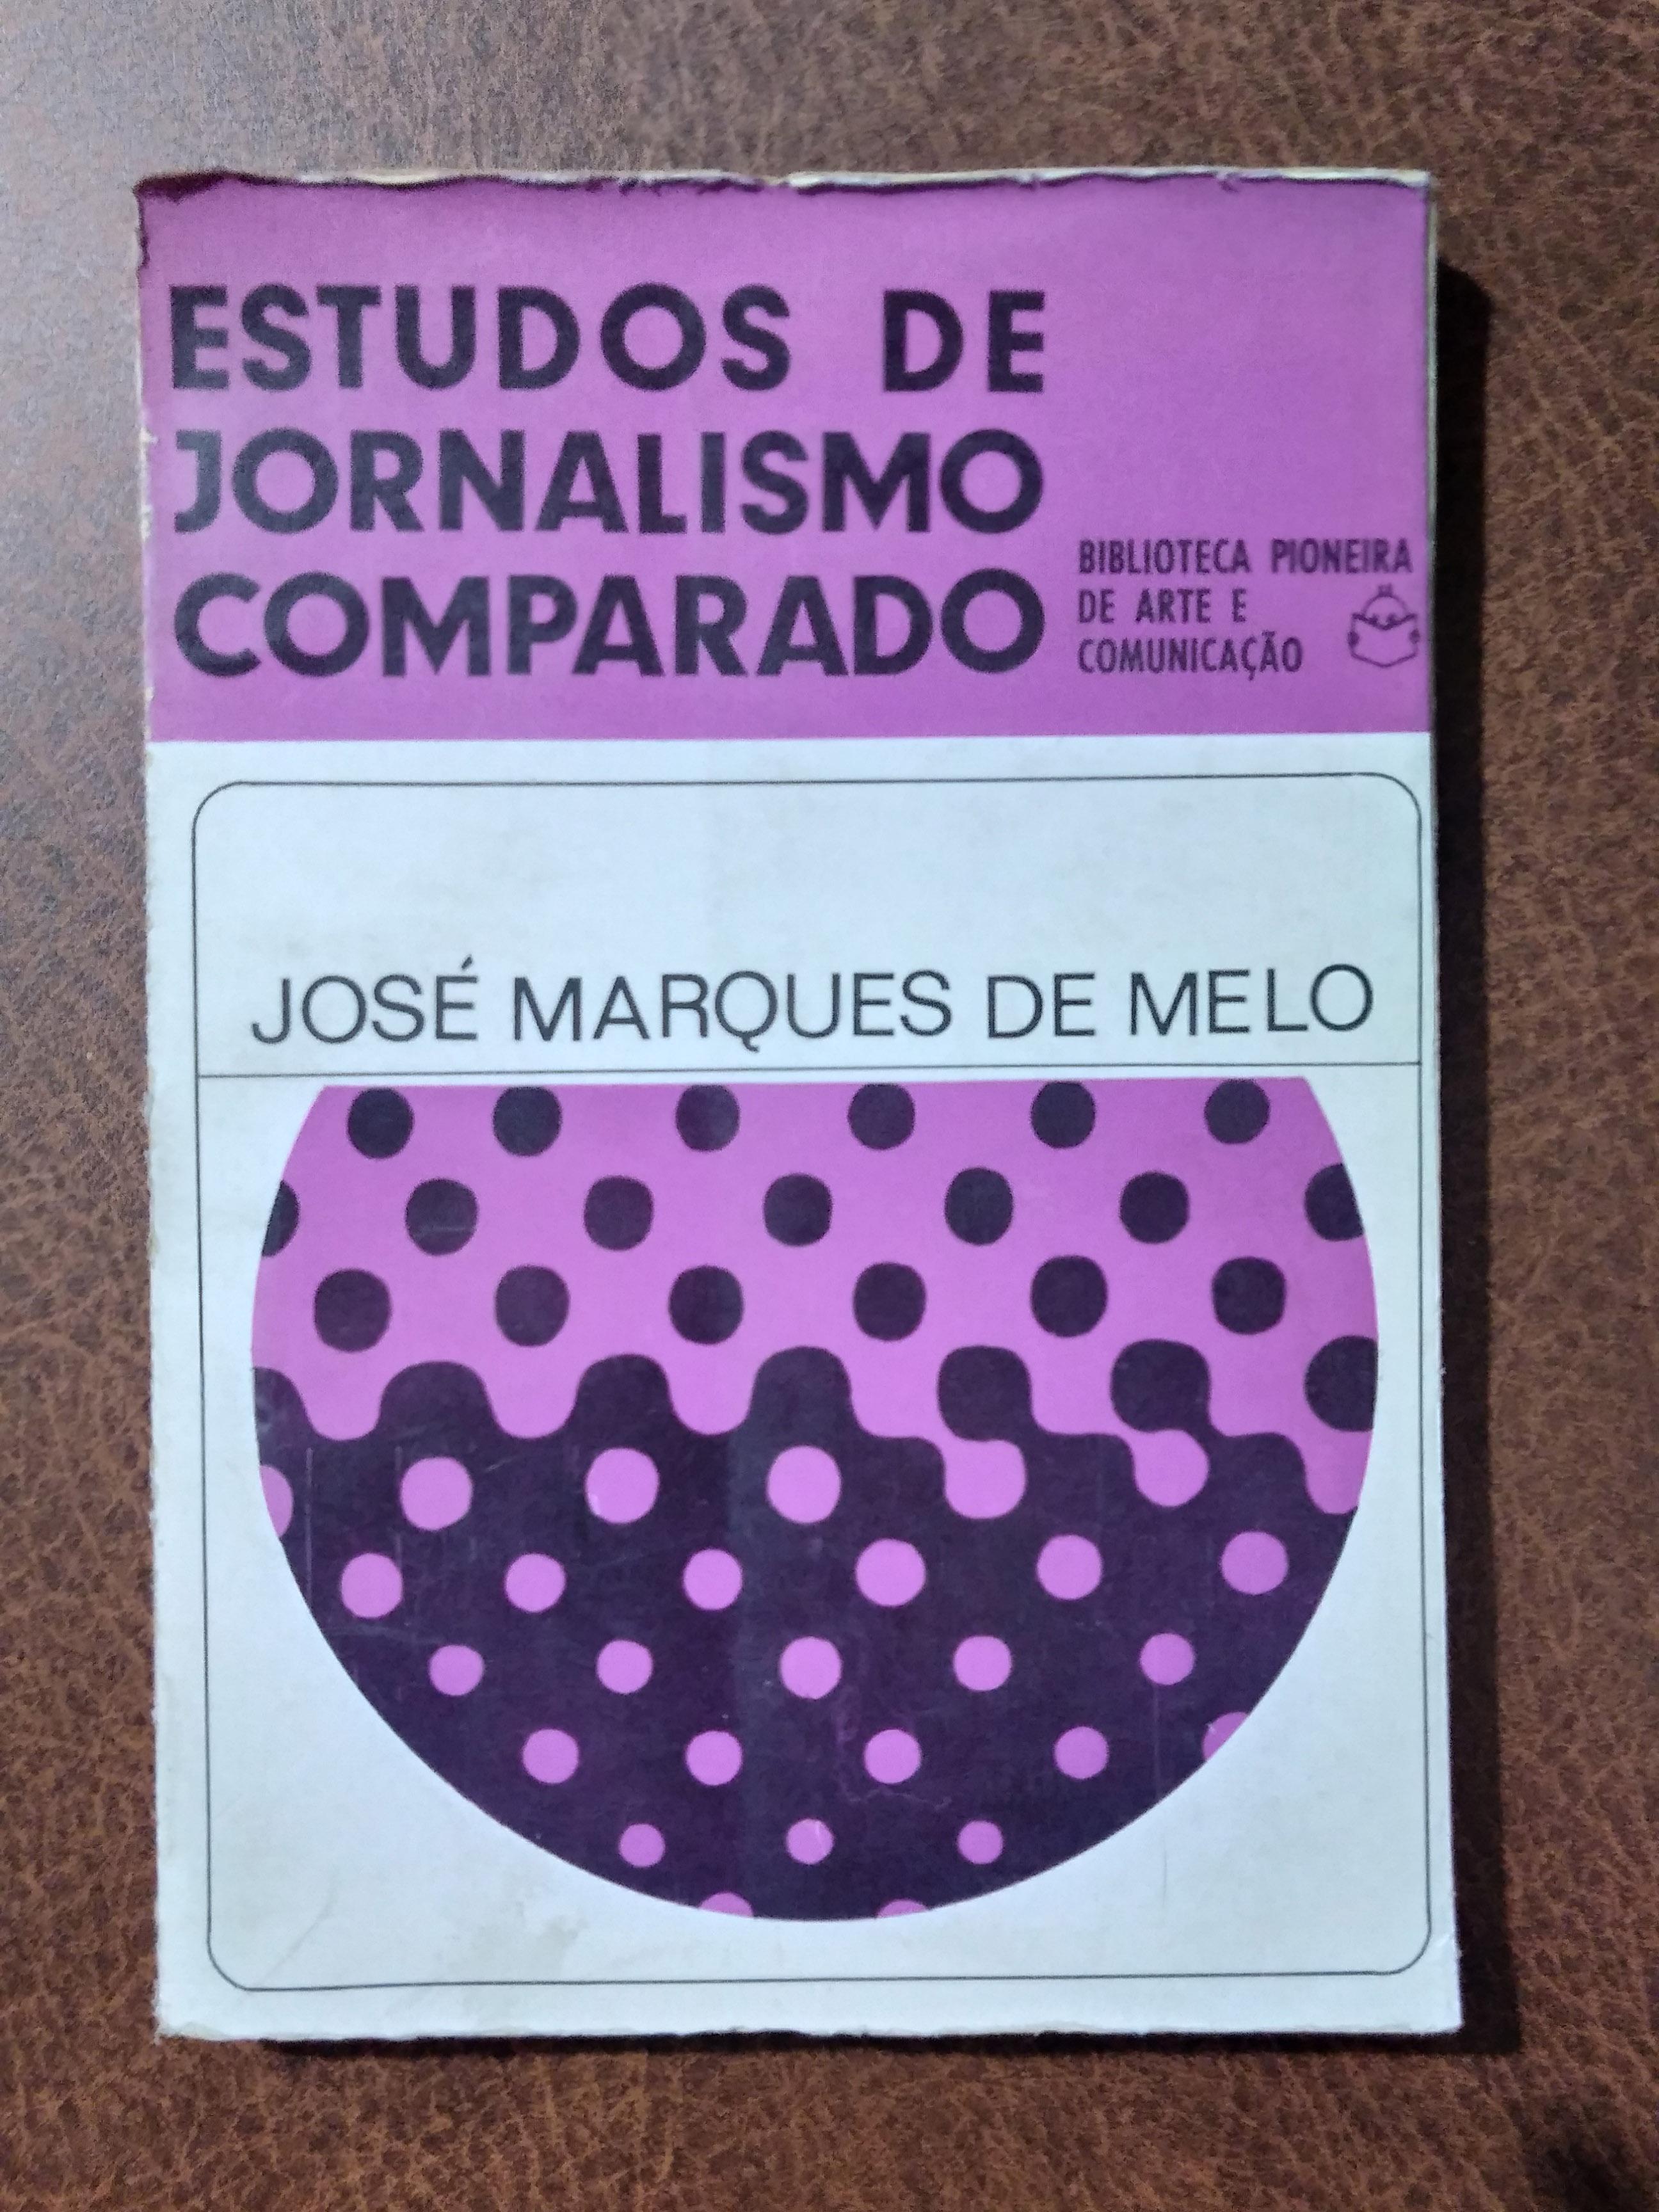 ESTUDOS DE
JORNALISMO
COMPARADO
BIBLIOTECA PIONEIRA
DE ARTE E
COMUNICAÇÃO
JOSÉ MARQUES DE MELO